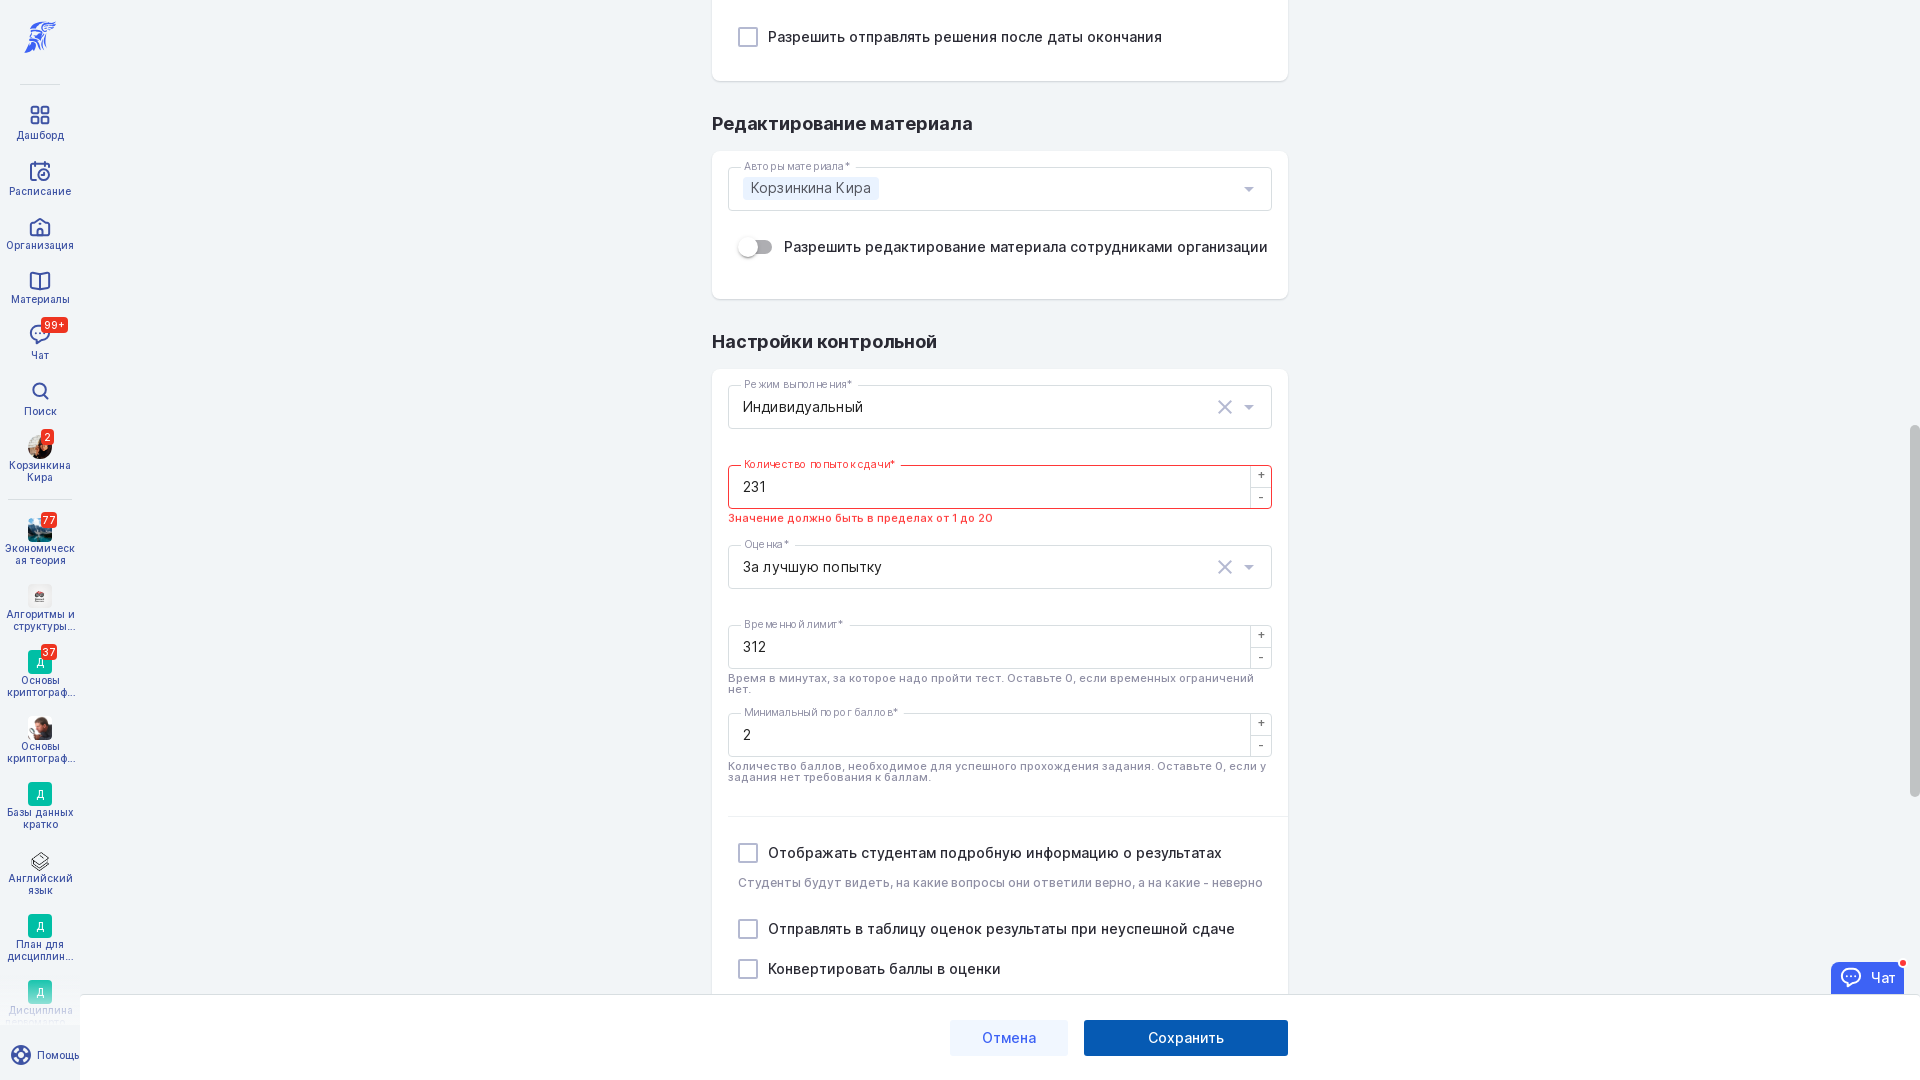 Разрешить отправлять решения после даты окончания
Редактирование материала
Авторы материала*
Корзинкина Кира
Разрешить редактирование материала сотрудниками организации
Настройки контрольной
Режим выполнения*
Индивидуальный
Количество попыток сдачи*
231
+
-
Значение должно быть в пределах от 1 до 20
Оценка*
За лучшую попытку
Временной лимит*
312
+
-
Время в минутах, за которое надо пройти тест. Оставьте 0, если временных ограничений
нет.
Минимальный порог баллов*
2
+
-
Количество баллов, необходимое для успешного прохождения задания. Оставьте 0, если у
задания нет требования к баллам.
Отображать студентам подробную информацию о результатах
Студенты будут видеть, на какие вопросы они ответили верно, а на какие - неверно
Отправлять в таблицу оценок результаты при неуспешной сдаче
Конвертировать баллы в оценки
Отмена
Сохранить
Чат
Дашборд
Расписание
Организация
Материалы
99+
Чат
Поиск
2
Корзинкина
Кира
77
Экономическ
ая теория
Алгоритмы и
структуры...
37
Д
Основы
криптограф...
Основы
криптограф...
Д
Базы данных
кратко
Английский
язык
Д
План для
дисциплин...
Д
Дисциплина
Помощь